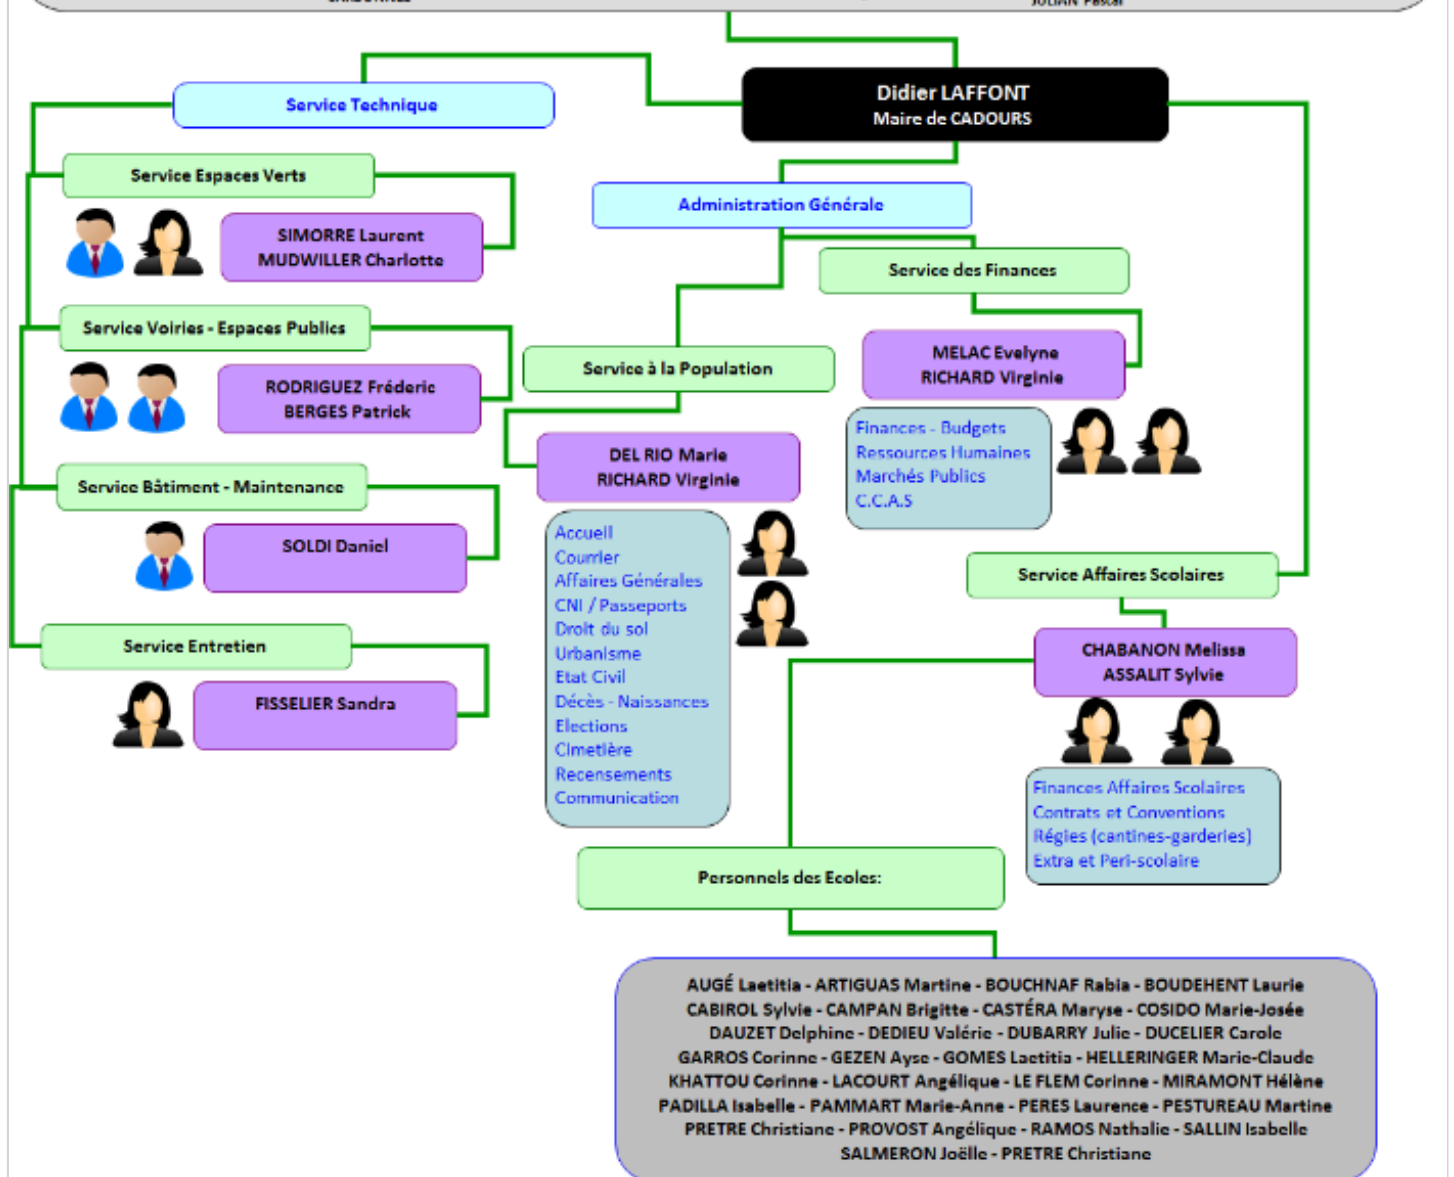 JULIAN Pascal
Didier LAFFONT
Maire de CADOURS
Service Technique
Service Espaces Verts
SIMORRE Laurent
MUDWILLER Charlotte
Service Voiries - Espaces Publics
RODRIGUEZ Fréderic
BERGES Patrick
Service Bâtiment - Maintenance
SOLDI Daniel
Service Entretien
FISSELIER Sandra
Administration Générale
Service des Finances
MELAC Evelyne
RICHARD Virginie
Finances - Budgets
Ressources Humaines
Marchés Publics
C.C.A.S
Service à la Population
DEL RIO Marie
RICHARD Virginie
Accueil
Courrier
Affaires Générales
CNI / Passeports
Droit du sol
Urbanisme
Etat Civil
Décès - Naissances
Elections
Cimetière
Recensements
Communication
Service Affaires Scolaires
CHABANON Melissa
ASSALIT Sylvie
Finances Affaires Scolaires
Contrats et Conventions
Régies (cantines-garderies)
Extra et Peri-scolaire
Personnels des Ecoles:
AUGÉ Laetitia - ARTIGUAS Martine - BOUCHNAF Rabia - BOUDEHENT Laurie
CABIROL Sylvie - CAMPAN Brigitte - CASTÉRA Maryse - COSIDO Marie-Josée
DAUZET Delphine - DEDIEU Valérie - DUBARRY Julie - DUCELIER Carole
GARROS Corinne - GEZEN Ayse - GOMES Laetitia - HELLERINGER Marie-Claude
KHATTOU Corinne - LACOURT Angélique - LE FLEM Corinne - MIRAMONT Hélène
PADILLA Isabelle - PAMMART Marie-Anne - PERES Laurence - PESTUREAU Martine
PRETRE Christiane - PROVOST Angélique - RAMOS Nathalie - SALLIN Isabelle
SALMERON Joëlle - PRETRE Christiane